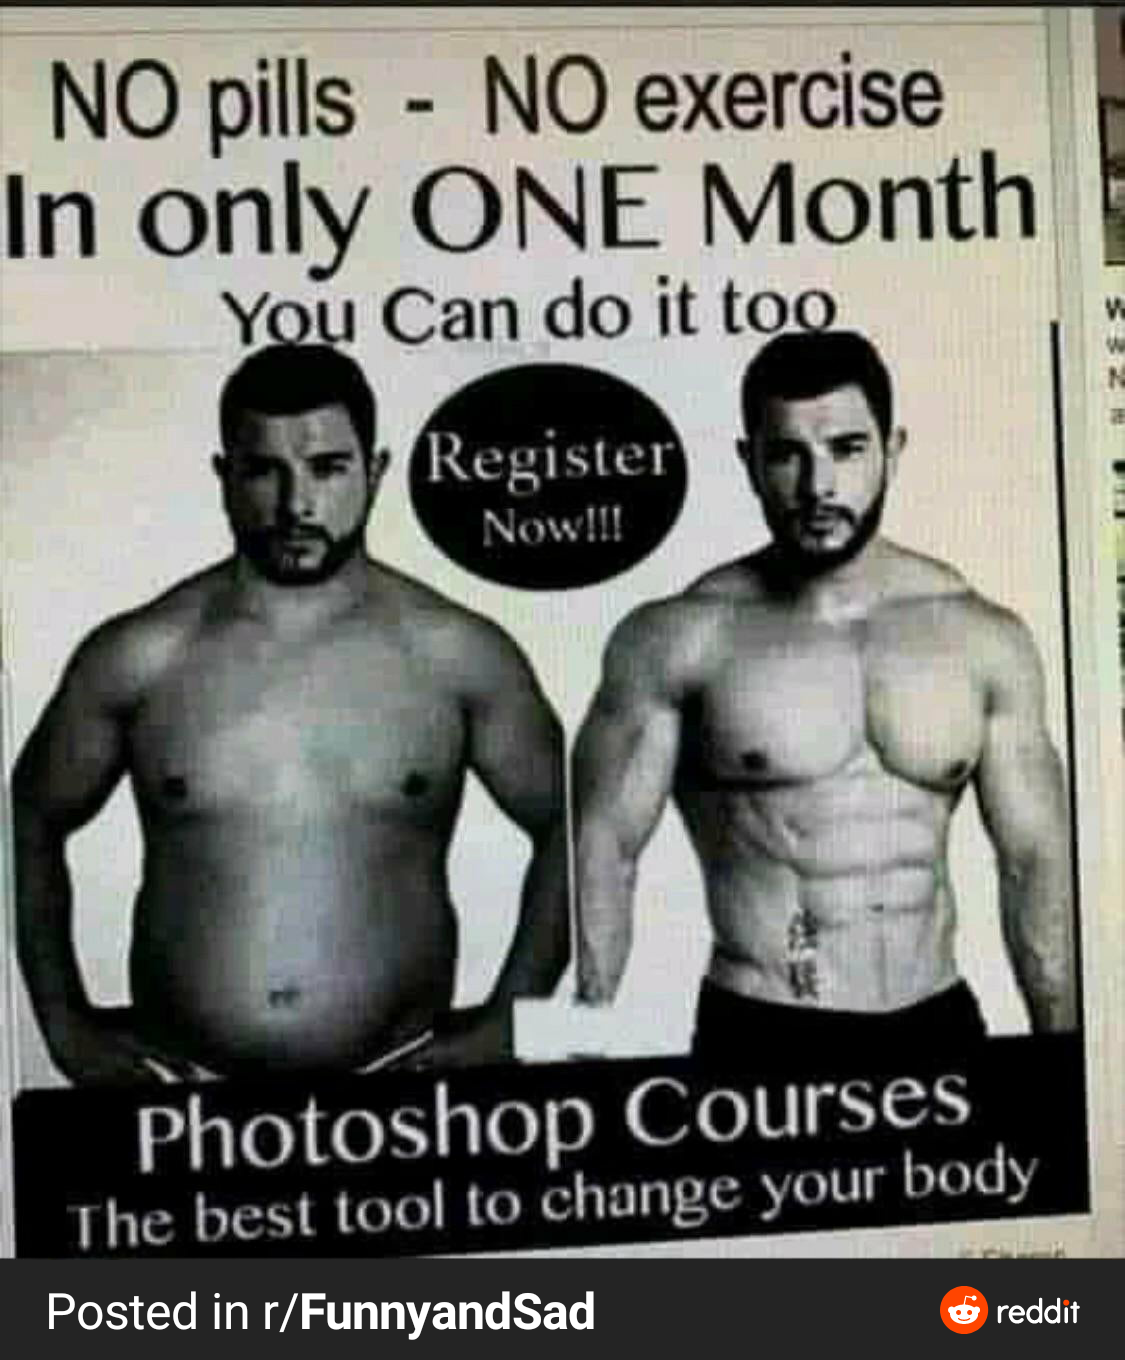 NO pills - NO exercise
In only ONE Month
You Can do it too
Register
Now!!!
Photoshop Courses
The best tool to change your body
Posted in r/FunnyandSad
reddit